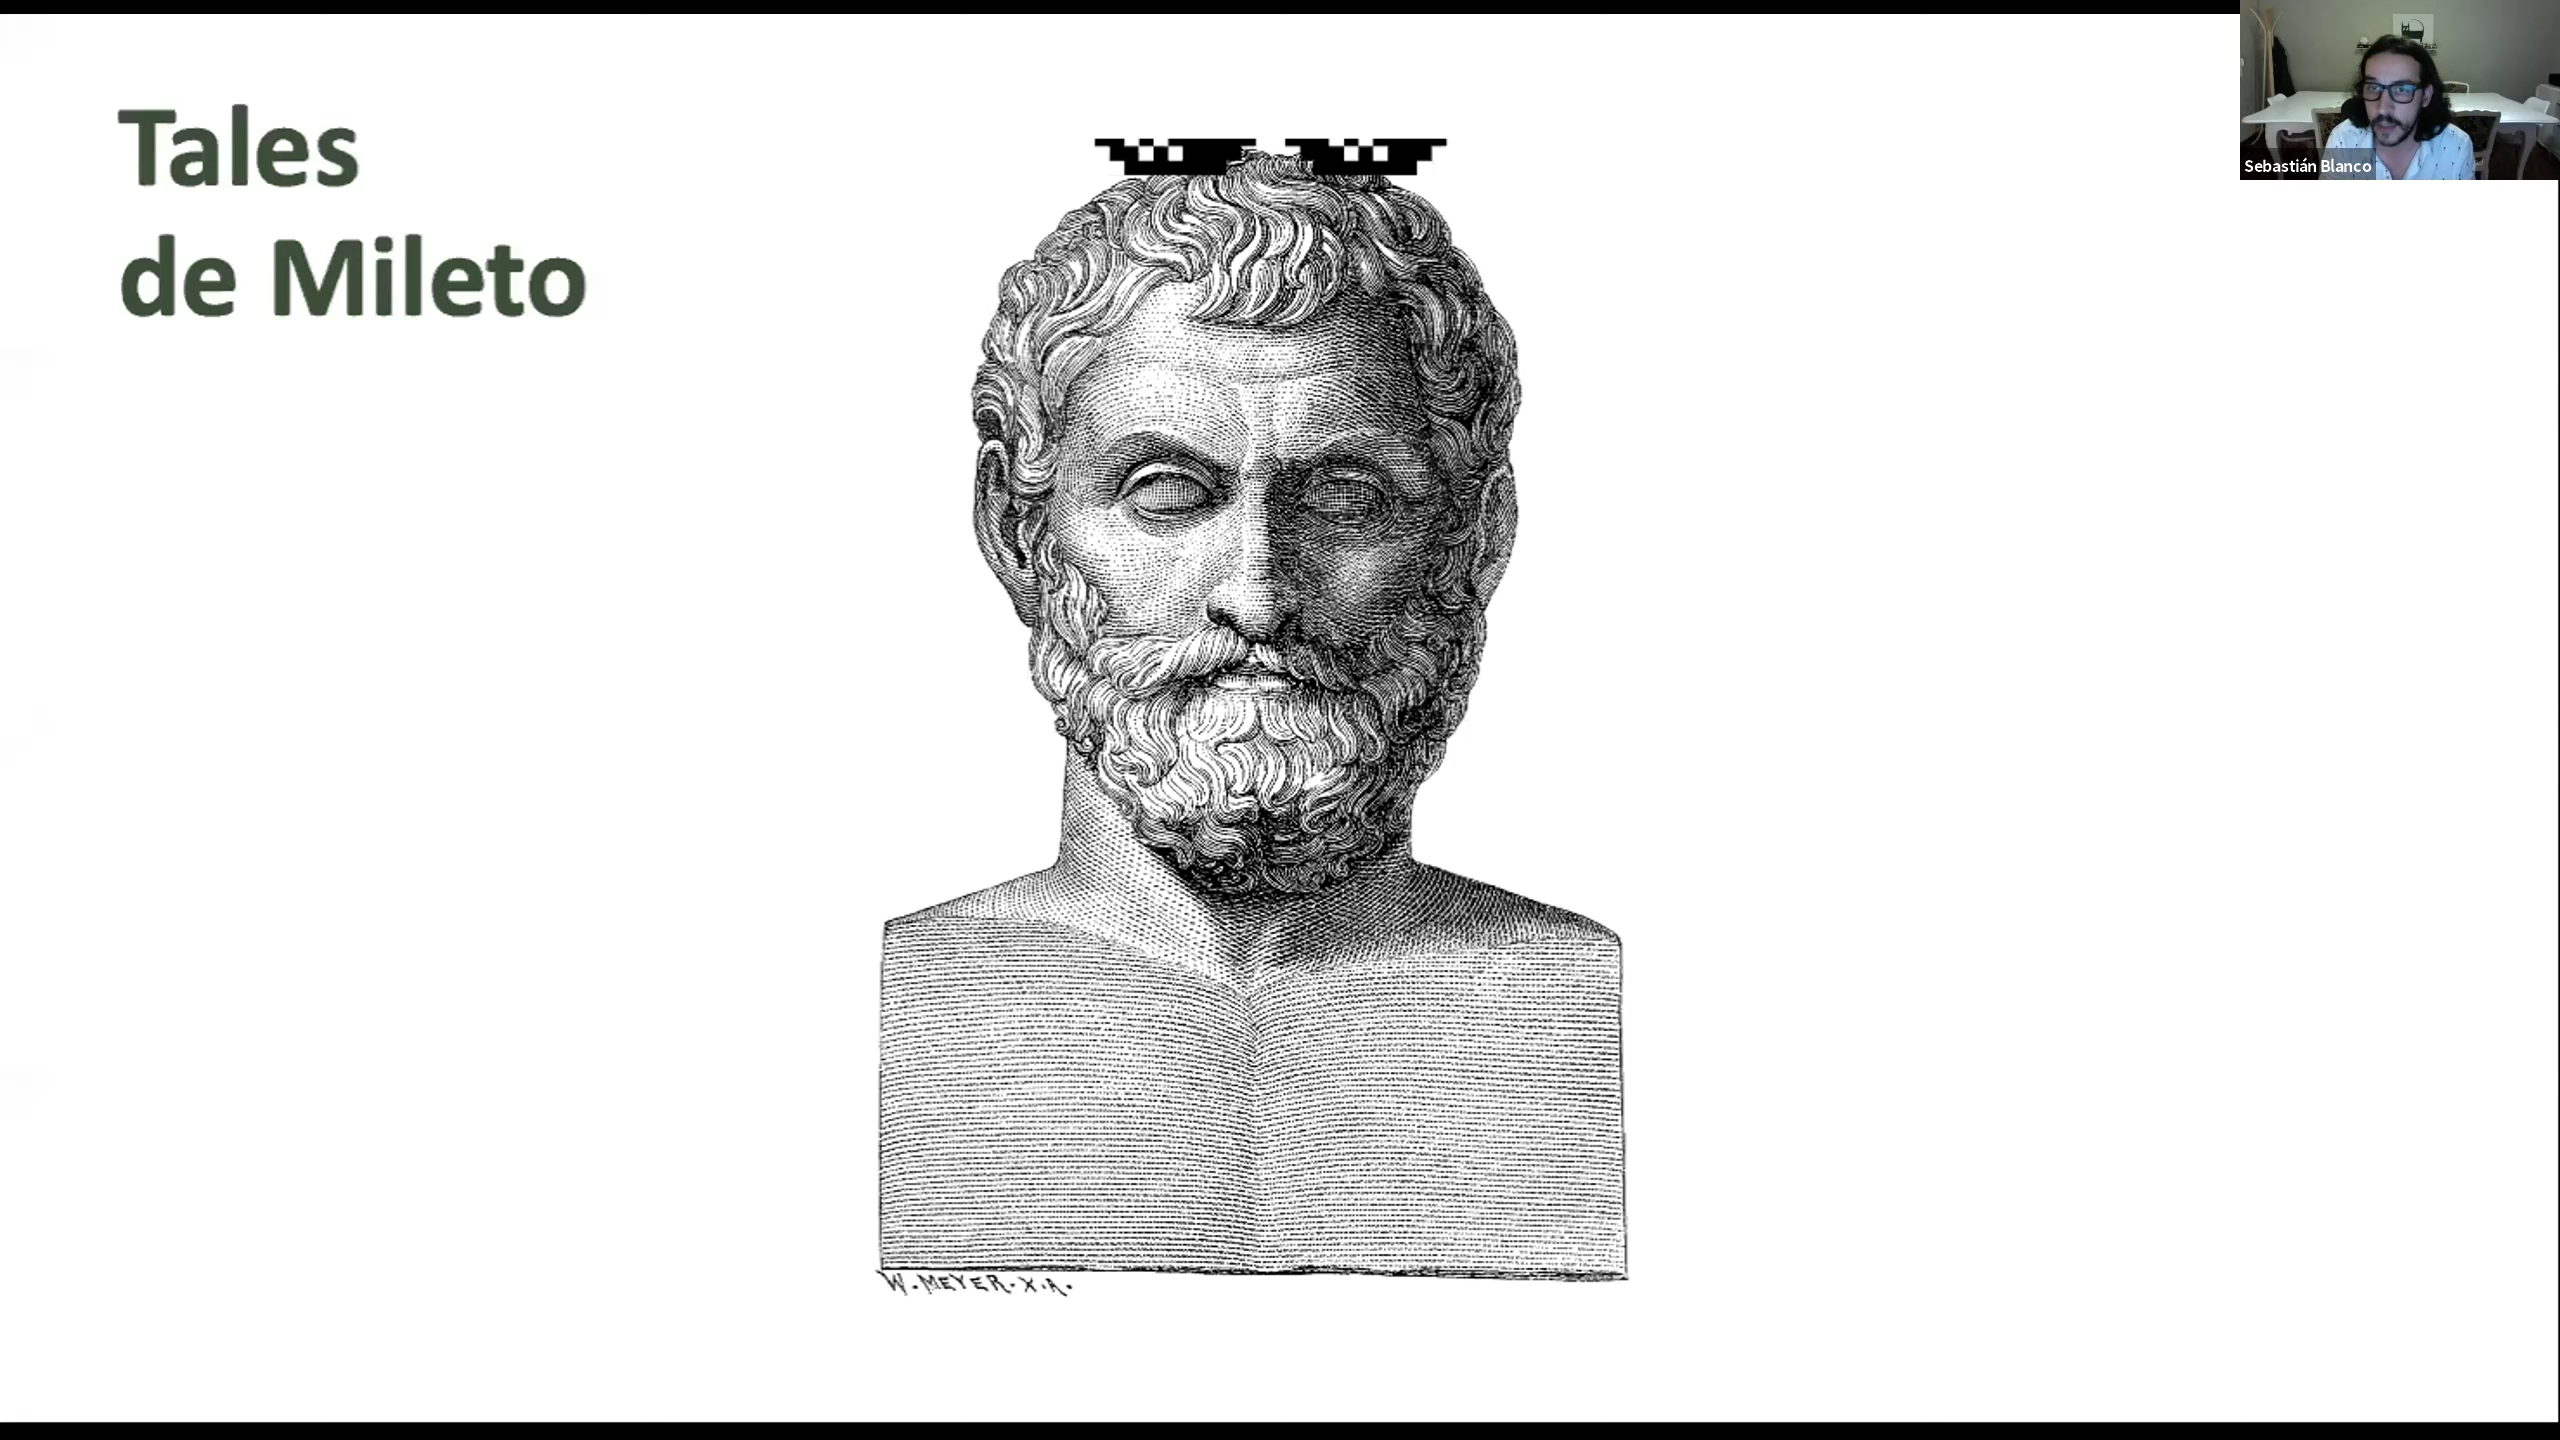 Tales
de Mileto
Sebastián Blanco
W. MEYER. X. A.